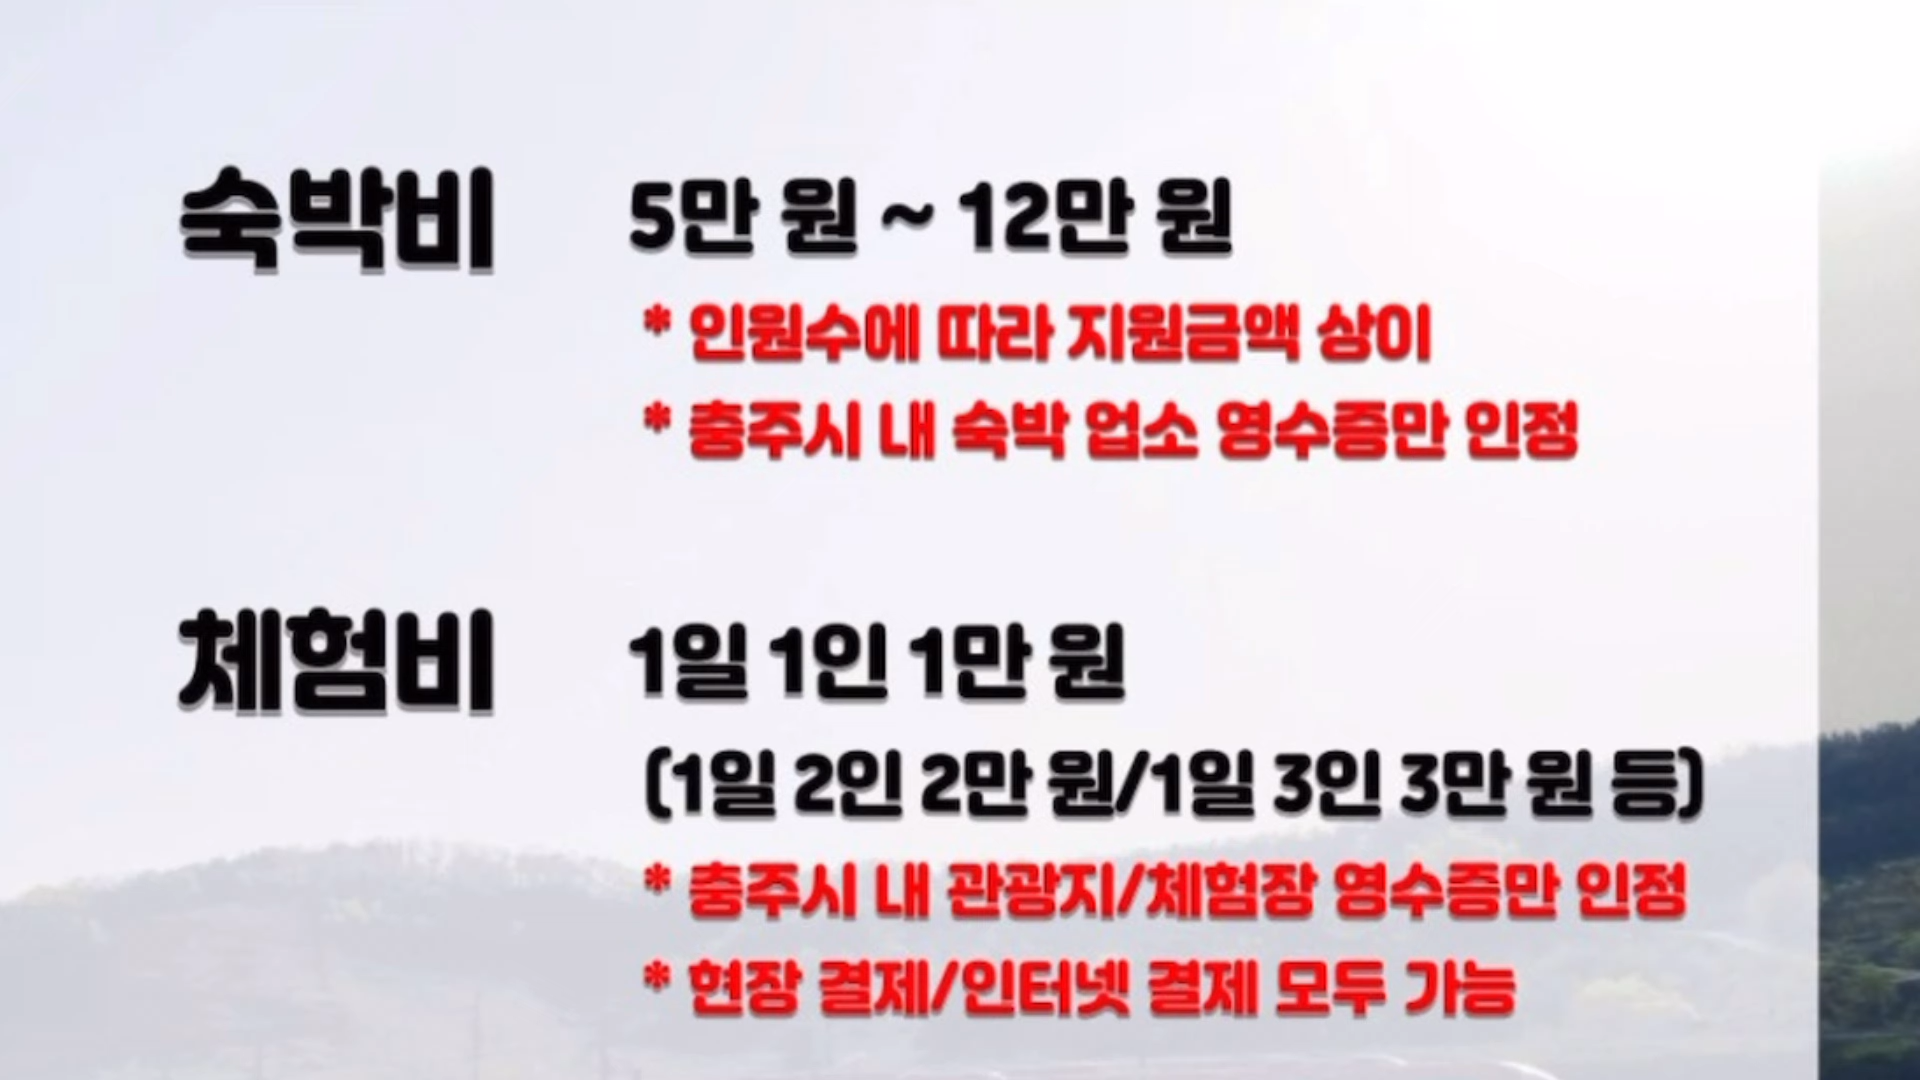 숙박비 5만 원 ~ 12만 원
* 인원수에 따라 지원금액 상이
* 충주시 내 숙박 업소 영수증만 인정
체험비 1일 1인 1만 원
(1일 2인 2만 원/1일 3인 3만 원 등)
* 충주시 내 관광지/체험장 영수증만 인정
* 현장 결제/인터넷 결제 모두 가능